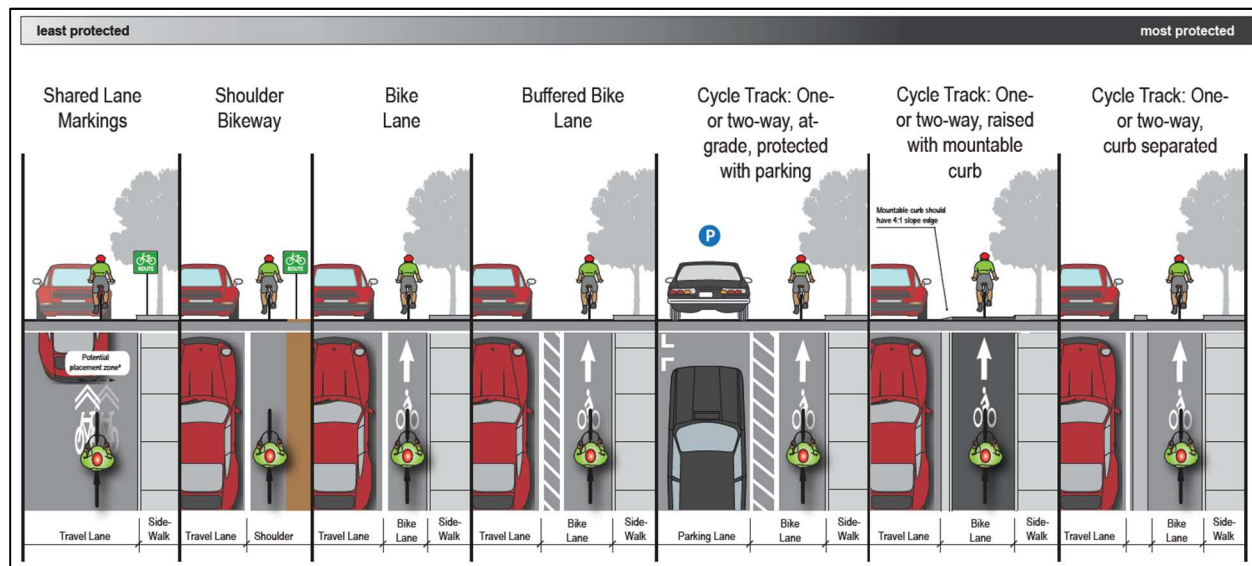 least protected
most protected
Shared Lane
Markings
Shoulder
Bikeway
Bike
Lane
Buffered Bike
Lane
Cycle Track: One-
or two-way, at-
grade, protected
with parking
Cycle Track: One-
or two-way, raised
with mountable
curb
Cycle Track: One-
or two-way,
curb separated
Mountable curb should
have 4:1 slope edge
P
ROUTE
ROUTE
Potential
placement zone*
Travel Lane
Side-
Walk
Travel Lane
Shoulder
Travel Lane
Bike
Lane
Side-
Walk
Travel Lane
Bike
Lane
Side-
Walk
Parking Lane
Bike
Lane
Side-
Walk
Travel Lane
Bike
Lane
Side-
Walk
Travel Lane
Bike
Lane
Side-
Walk